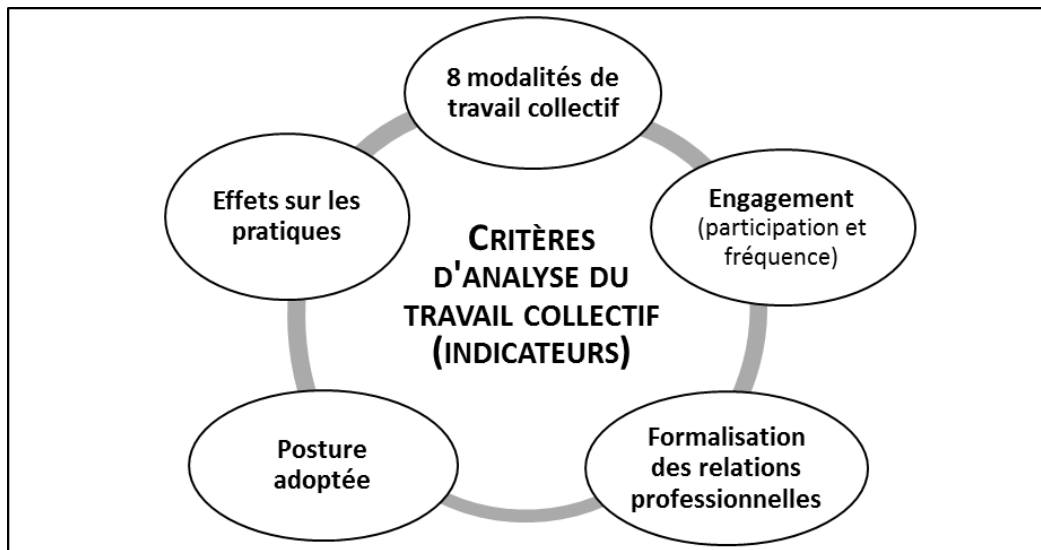 8 modalités de
travail collectif
Engagement
(participation et
fréquence)
Formalisation
des relations
professionnelles
Posture
adoptée
Effets sur les
pratiques
CRITÈRES
D'ANALYSE DU
TRAVAIL COLLECTIF
(INDICATEURS)